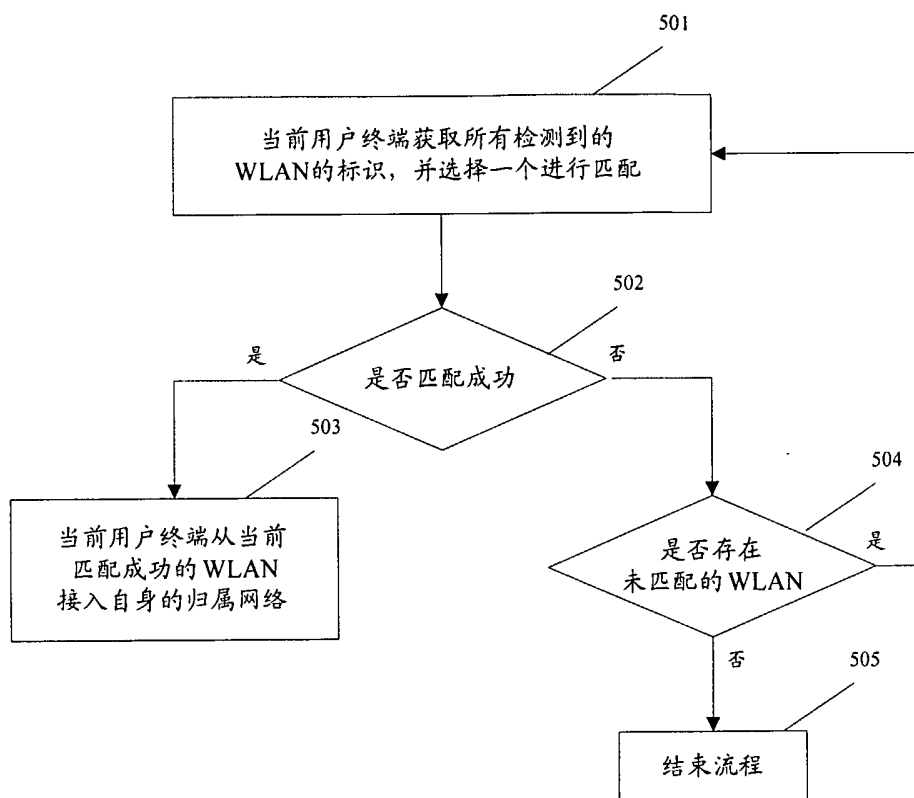 501
当前用户终端获取所有检测到的
WLAN的标识，并选择一个进行匹配
502
是
否
是否匹配成功
503
504
当前用户终端从当前
匹配成功的WLAN
接入自身的归属网络
是否存在
未匹配的WLAN
是
否
505
结束流程